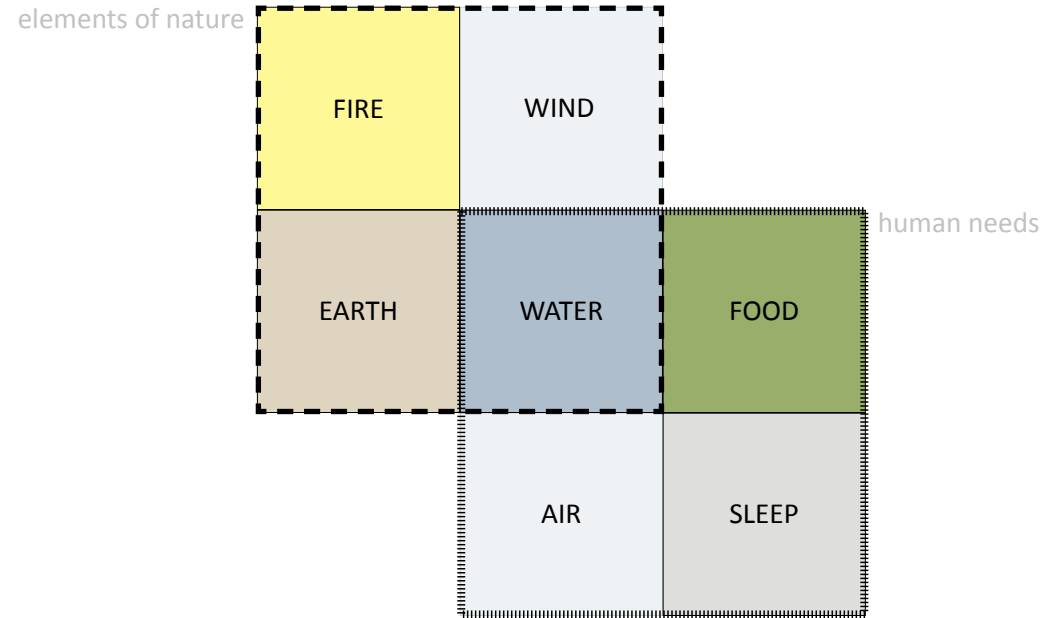 elements of nature
FIRE
WIND
human needs
EARTH
WATER
FOOD
AIR
SLEEP